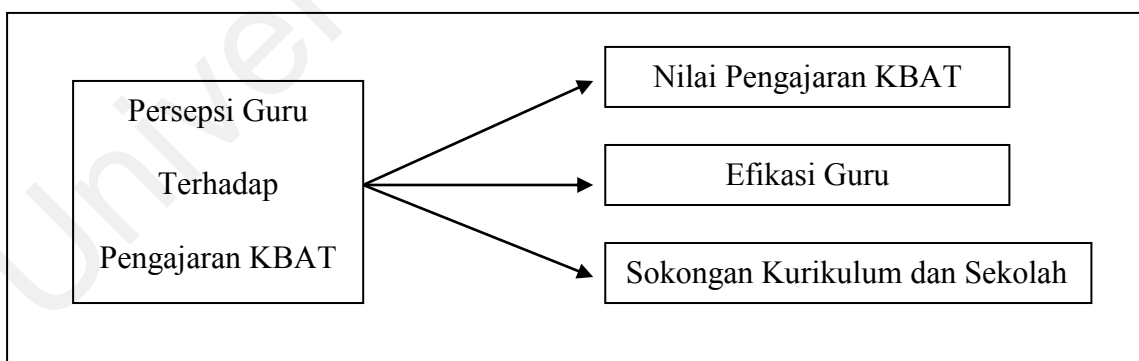 Persepsi Guru
Terhadap
Pengajaran KBAT
Nilai Pengajaran KBAT
Efikasi Guru
Sokongan Kurikulum dan Sekolah